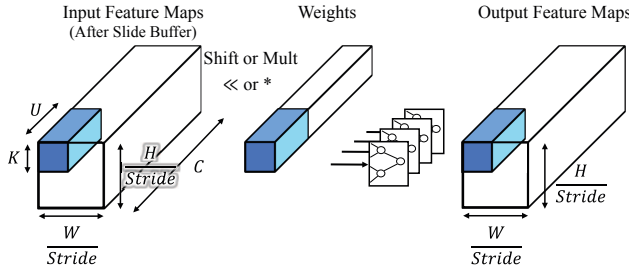 Input Feature Maps
(After Slide Buffer)
Weights
Output Feature Maps
Shift or Mult
≪ or *
U
K
H
Stride
C
W
Stride
H
Stride
W
Stride